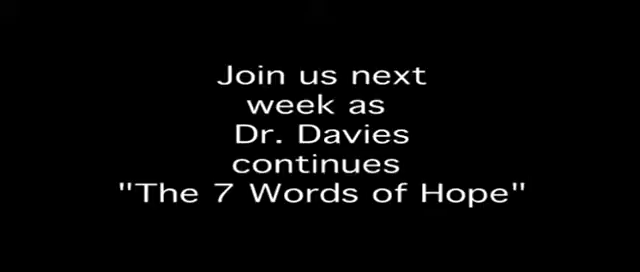 Join us next
week as
Dr. Davies
continues
"The 7 Words of Hope"